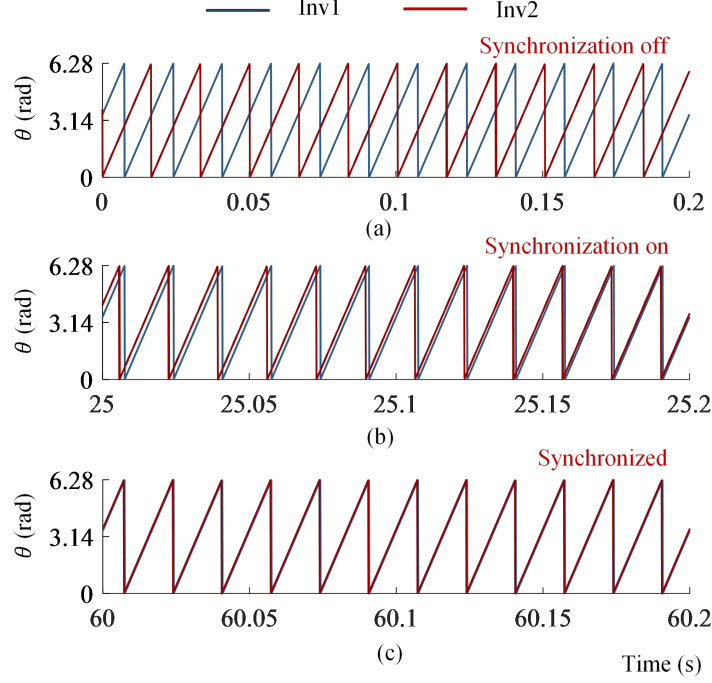 Inv1 Inv2
Synchronization off
6.28
3.14
0
θ (rad)
0 0.05 0.1 0.15 0.2
(a)
Synchronization on
6.28
3.14
0
θ (rad)
25 25.05 25.1 25.15 25.2
(b)
Synchronized
6.28
3.14
0
θ (rad)
60 60.05 60.1 60.15 60.2
(c)
Time (s)